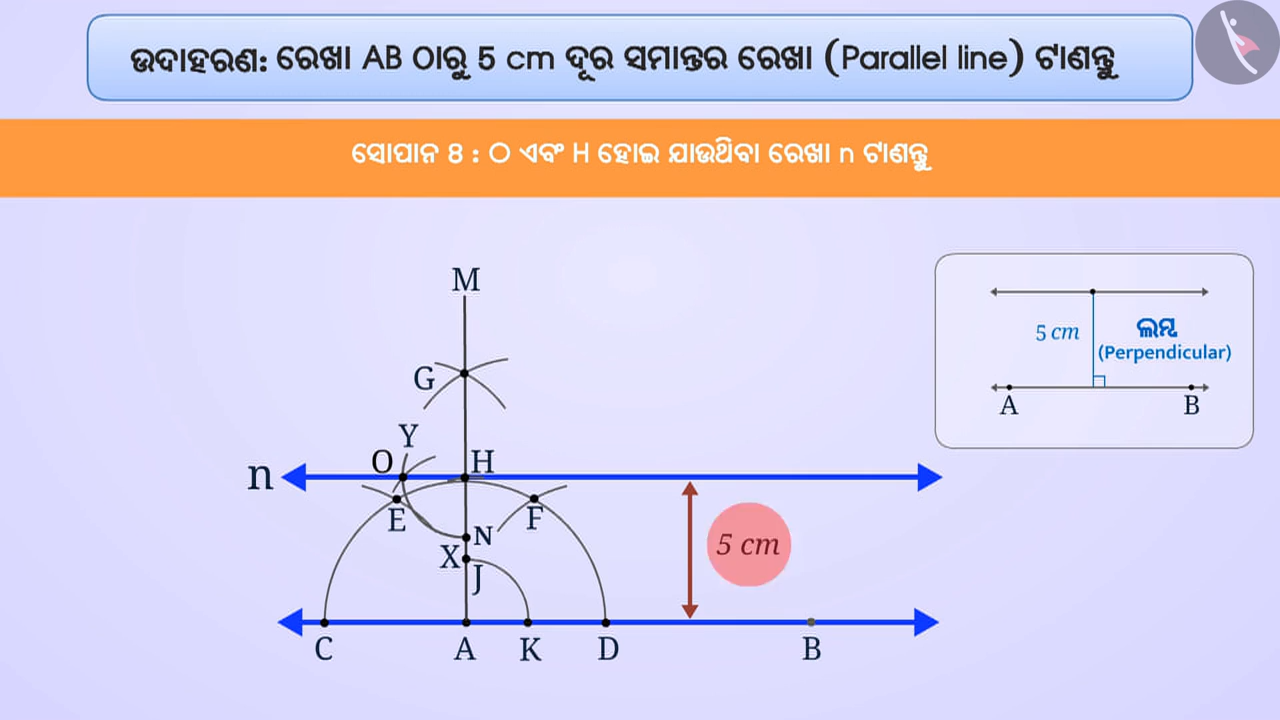 ଉଦାହରଣ: ରେଖା AB ଠାରୁ 5 cm ଦୂର ସମାନ୍ତର ରେଖା (Parallel line) ଟାଣନ୍ତୁ
ସୋପାନ 8 : O ଏବଂ H ହୋଇ ଯାଉଥିବା ରେଖା n ଟାଣନ୍ତୁ
M
G
Y
O H
n
E F
N
X
J
5 cm
C A K D B
5 cm
ଲମ୍ବ
(Perpendicular)
A B